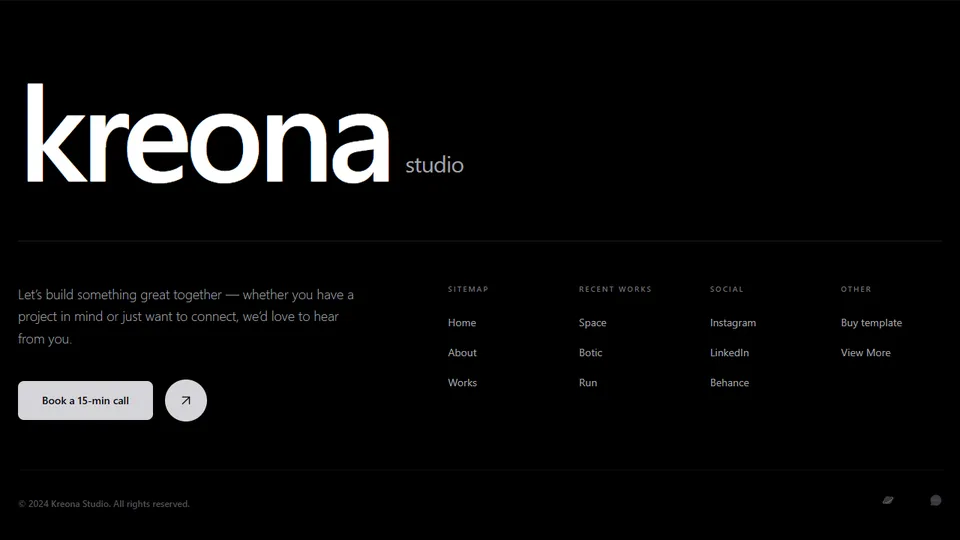 kreona
studio
Let's build something great together — whether you have a
project in mind or just want to connect, we'd love to hear
from you.
Book a 15-min call
SITEMAP
Home
About
Works
RECENT WORKS
Space
Botic
Run
SOCIAL
Instagram
LinkedIn
Behance
OTHER
Buy template
View More
© 2024 Kreona Studio. All rights reserved.